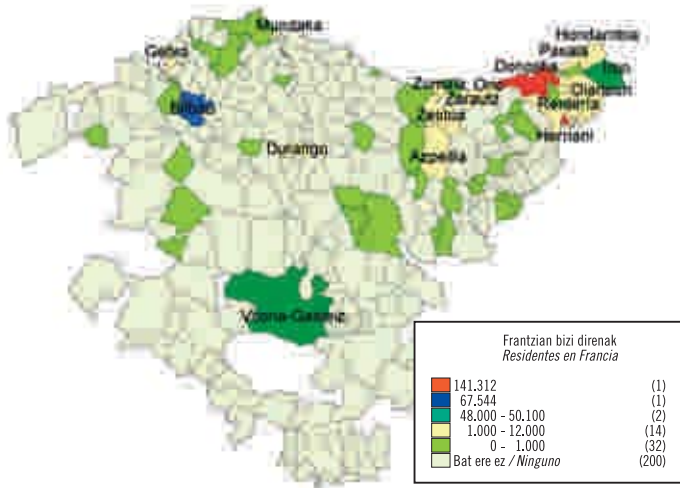 Mundaka
Hondarribia
Getxo
Pasaia
Donostia
Irun
Zumaia
Orio
Oiartzun
Zarautz
Bilbao
Errenteria
Zestoa
Hernani
Durango
Azpeitia
Vitoria-Gasteiz
Frantzian bizi direnak
Residentes en Francia
141.312 (1)
67.544 (1)
48.000 - 50.100 (2)
1.000 - 12.000 (14)
0 - 1.000 (32)
Bat ere ez / Ninguno (200)